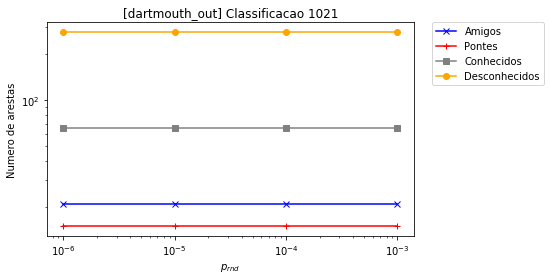 [dartmouth_out] Classificacao 1021
Numero de arestas
10²
10⁻⁶ 10⁻⁵ 10⁻⁴ 10⁻³
p_rnd
Amigos
Pontes
Conhecidos
Desconhecidos